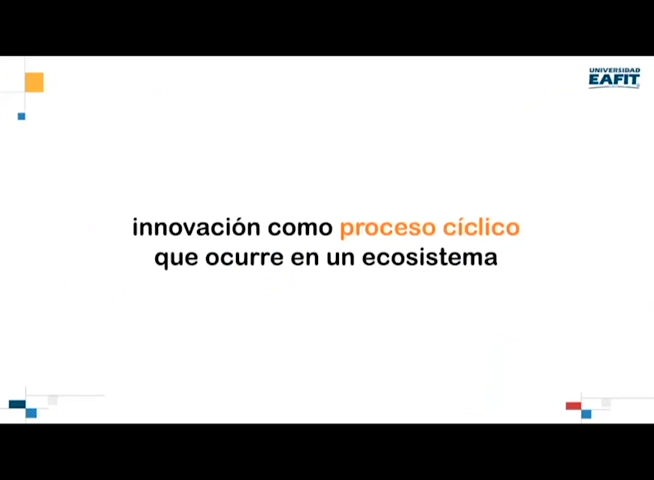 UNIVERSIDAD
EAFIT
innovación como proceso cíclico
que ocurre en un ecosistema